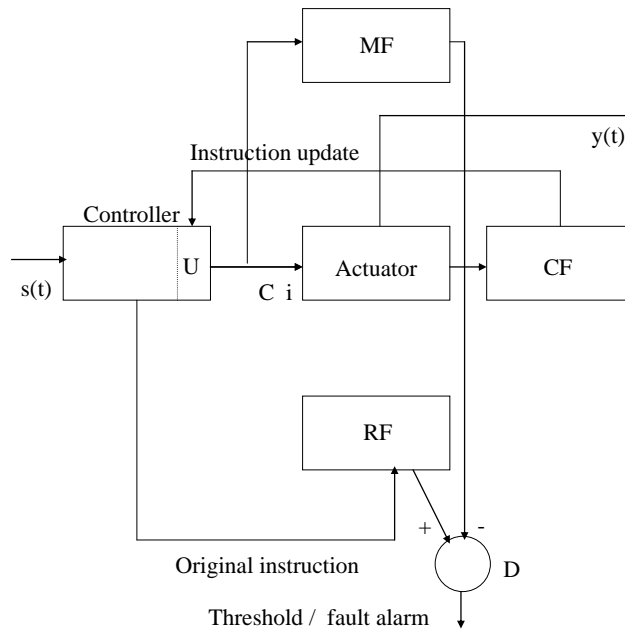 MF
y(t)
Instruction update
Controller
U
Actuator
CF
s(t)
C i
RF
+ -
Original instruction
D
Threshold / fault alarm